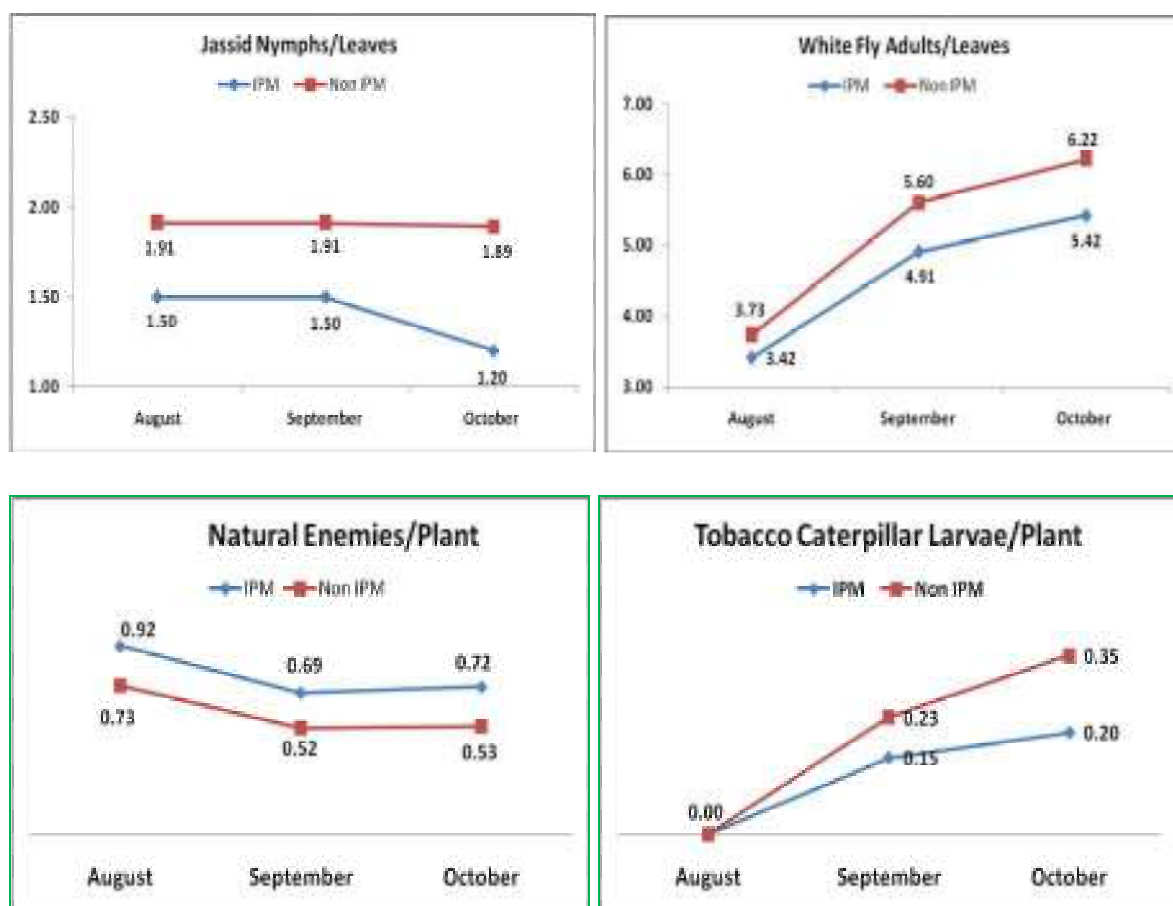 Jassid Nymphs/Leaves
IPM Non IPM
2.50
2.00
1.50
1.00
1.91 1.91 1.89
1.50 1.50 1.20
August September October
White Fly Adults/Leaves
IPM Non IPM
7.00
6.00
5.00
4.00
3.00
3.73 5.60 6.22
3.42 4.91 5.42
August September October
Natural Enemies/Plant
IPM Non IPM
0.92 0.69 0.72
0.73 0.52 0.53
August September October
Tobacco Caterpillar Larvae/Plant
IPM Non IPM
0.35
0.23
0.20
0.15
0.00
August September October